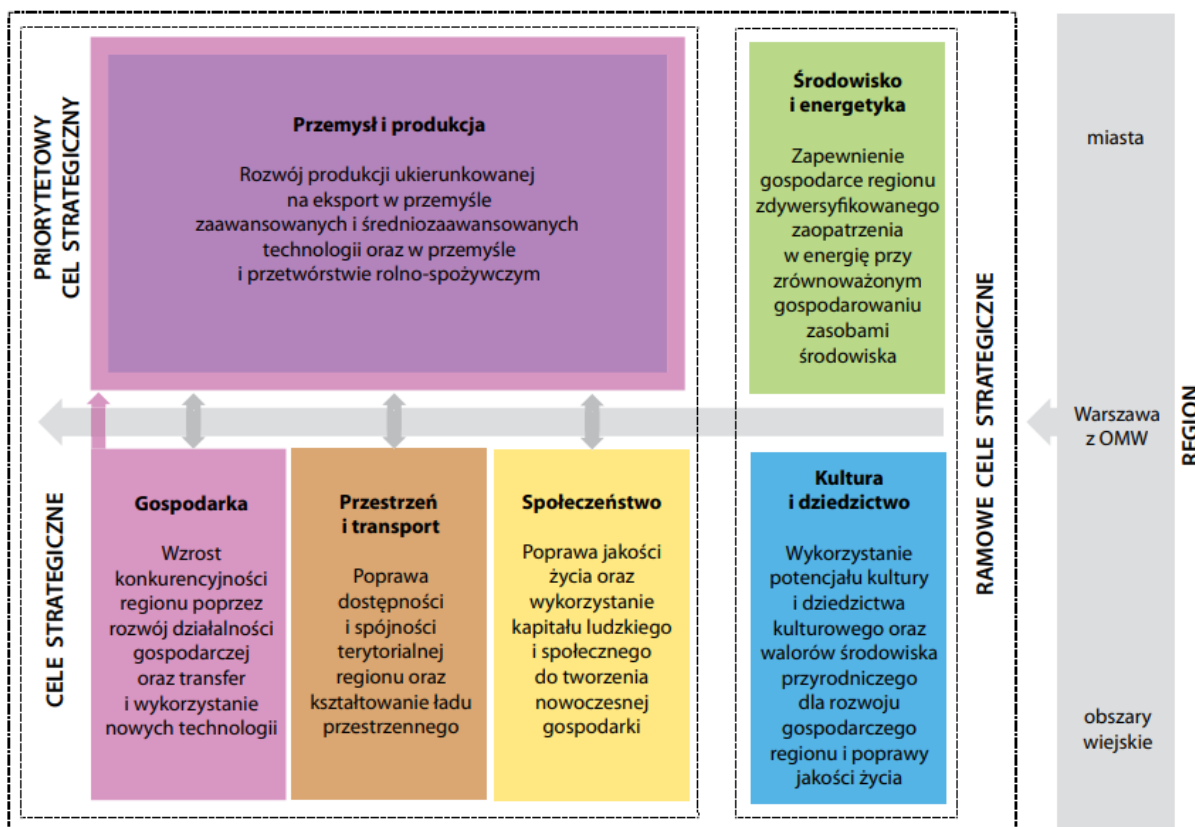 PRIORYTETOWY
CEL STRATEGICZNY
Przemysł i produkcja
Rozwój produkcji ukierunkowanej
na eksport w przemyśle
zaawansowanych i średniozaawansowanych
technologii oraz w przemyśle
i przetwórstwie rolno-spożywczym
Środowisko
i energetyka
Zapewnienie
gospodarce regionu
zdywersyfikowanego
zaopatrzenia
w energię przy
zrównoważonym
gospodarowaniu
zasobami
środowiska
CELE STRATEGICZNE
Gospodarka
Wzrost
konkurencyjności
regionu poprzez
rozwój działalności
gospodarczej
oraz transfer
i wykorzystanie
nowych technologii
Przestrzeń
i transport
Poprawa
dostępności
i spójności
terytorialnej
regionu oraz
kształtowanie ładu
przestrzennego
Społeczeństwo
Poprawa jakości
życia oraz
wykorzystanie
kapitału ludzkiego
i społecznego
do tworzenia
nowoczesnej
gospodarki
Kultura
i dziedzictwo
Wykorzystanie
potencjału kultury
i dziedzictwa
kulturowego oraz
walorów środowiska
przyrodniczego
dla rozwoju
gospodarczego
regionu i poprawy
jakości życia
RAMOWE CELE STRATEGICZNE
miasta
Warszawa
z OMW
obszary
wiejskie
REGION